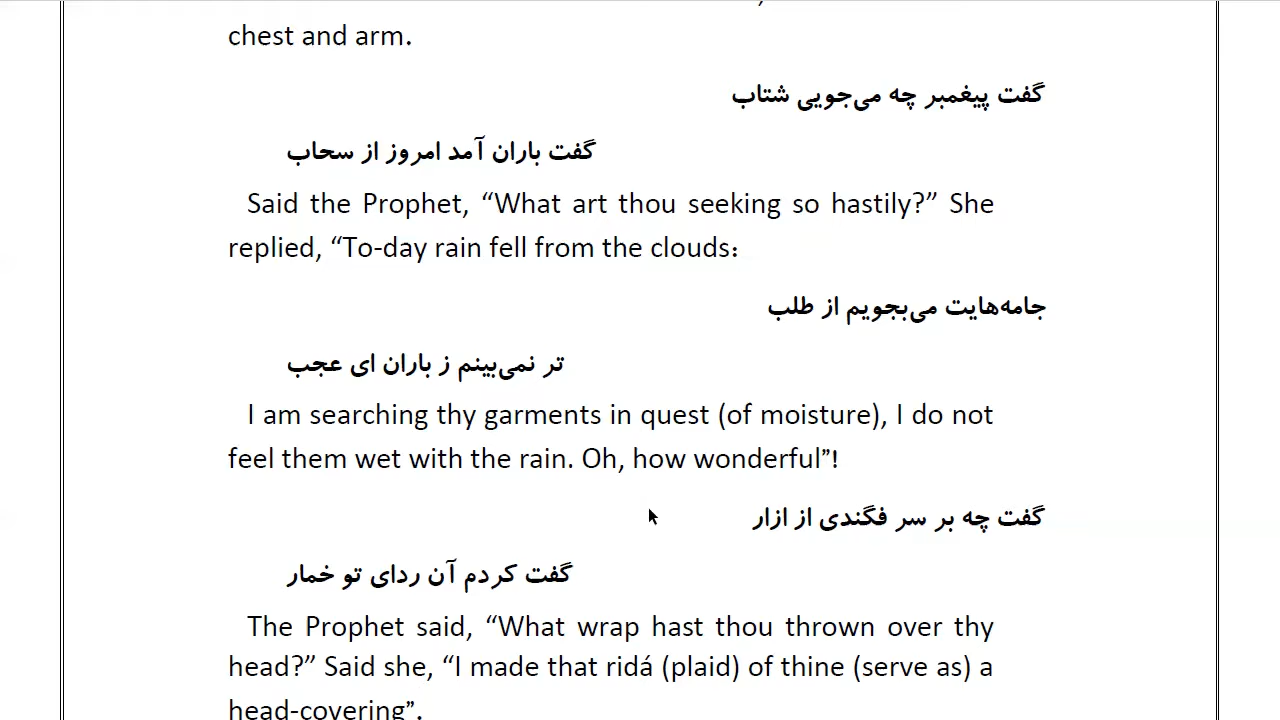 chest and arm.
گفت پیغمبر چه می‌جویی شتاب
گفت باران آمد امروز از سحاب
Said the Prophet, “What art thou seeking so hastily?” She
replied, “To-day rain fell from the clouds:
جامه‌هایت می‌بجویم از طلب
تر نمی‌بینم ز باران ای عجب
I am searching thy garments in quest (of moisture), I do not
feel them wet with the rain. Oh, how wonderful”!
گفت چه بر سر فگندی از ازار
گفت کردم آن ردای تو خمار
The Prophet said, “What wrap hast thou thrown over thy
head?” Said she, “I made that ridá (plaid) of thine (serve as) a
head-covering”.